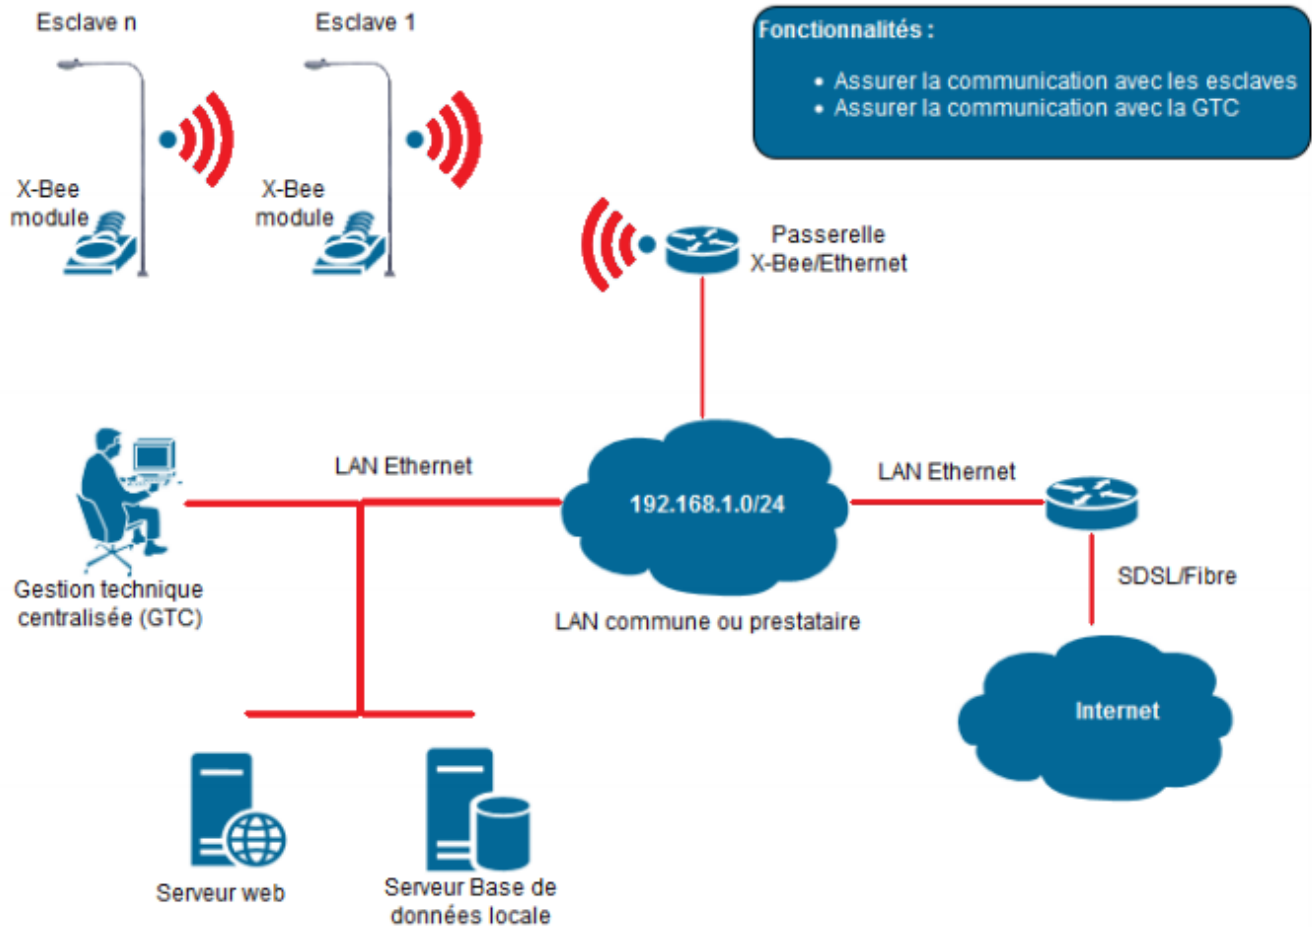 Esclave n
Esclave 1
Fonctionnalités :
• Assurer la communication avec les esclaves
• Assurer la communication avec la GTC
X-Bee
module
X-Bee
module
Passerelle
X-Bee/Ethernet
LAN Ethernet
192.168.1.0/24
LAN Ethernet
Gestion technique
centralisée (GTC)
SDSL/Fibre
LAN commune ou prestataire
Internet
Serveur web
Serveur Base de
données locale